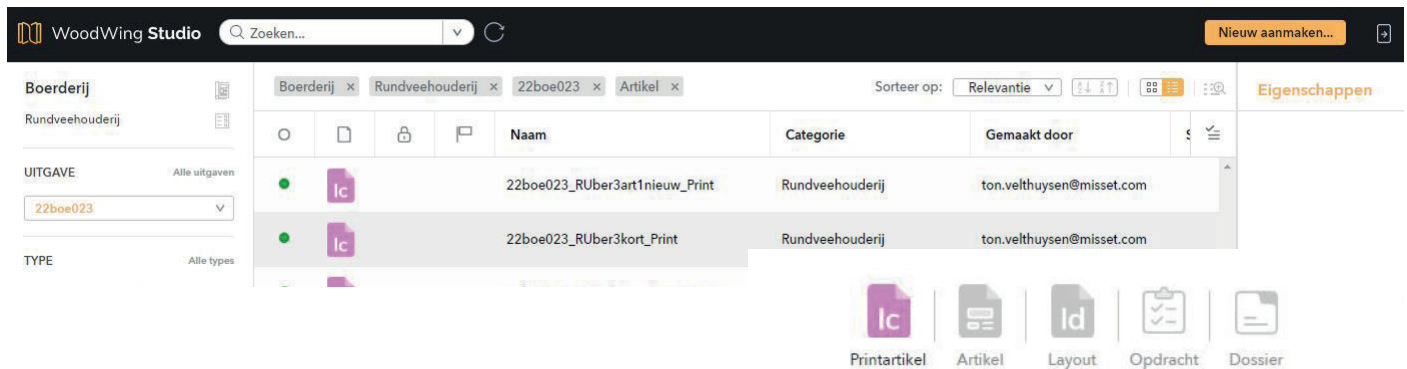 WoodWing Studio
Zoeken...
Nieuw aanmaken...
Boerderij
Rundveehouderij
UITGAVE Alle uitgaven
22boe023
TYPE Alle types
Boerderij × Rundveehouderij × 22boe023 × Artikel ×
Sorteer op: Relevantie
Eigenschappen
Naam Categorie Gemaakt door
Ic 22boe023_RUber3art1nieuw_Print Rundveehouderij ton.velthuysen@misset.com
Ic 22boe023_RUber3kort_Print Rundveehouderij ton.velthuysen@misset.com
Ic Id
Printartikel Artikel Layout Opdracht Dossier